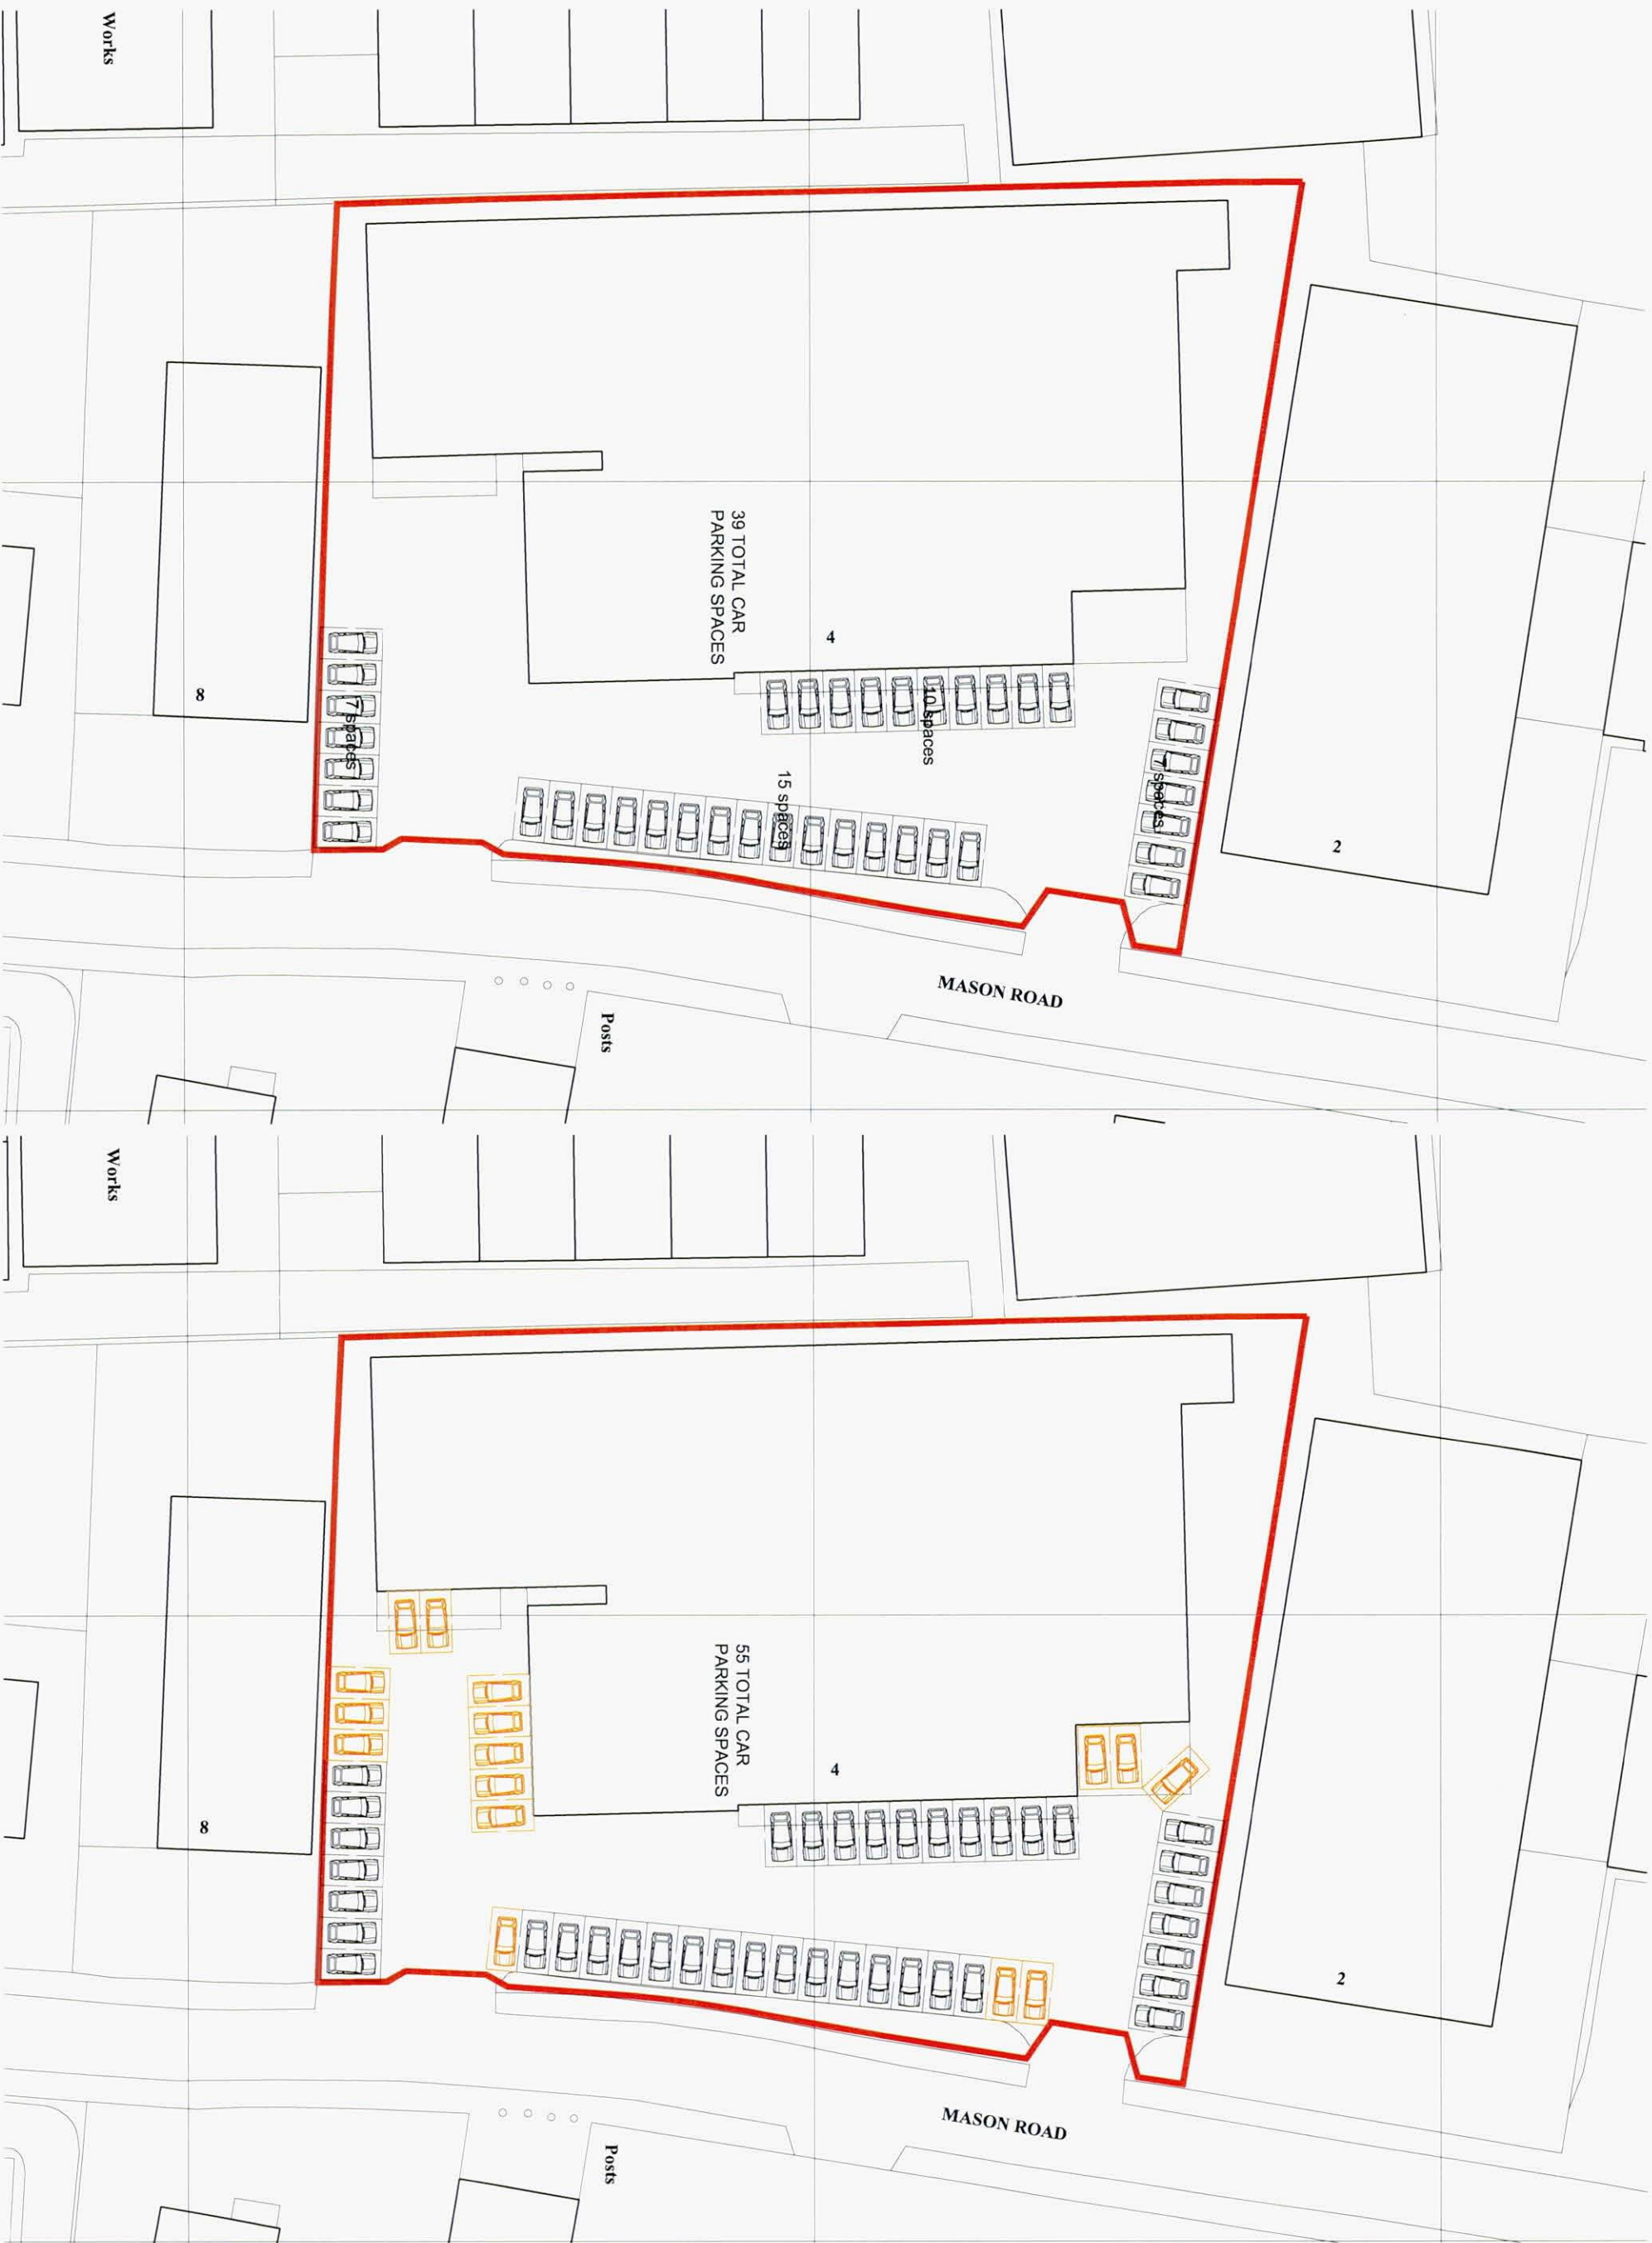 Works
39 TOTAL CAR
PARKING SPACES
4
8
7 spaces
10 spaces
15 spaces
7 spaces
2
MASON ROAD
Posts
Works
55 TOTAL CAR
PARKING SPACES
4
8
2
MASON ROAD
Posts